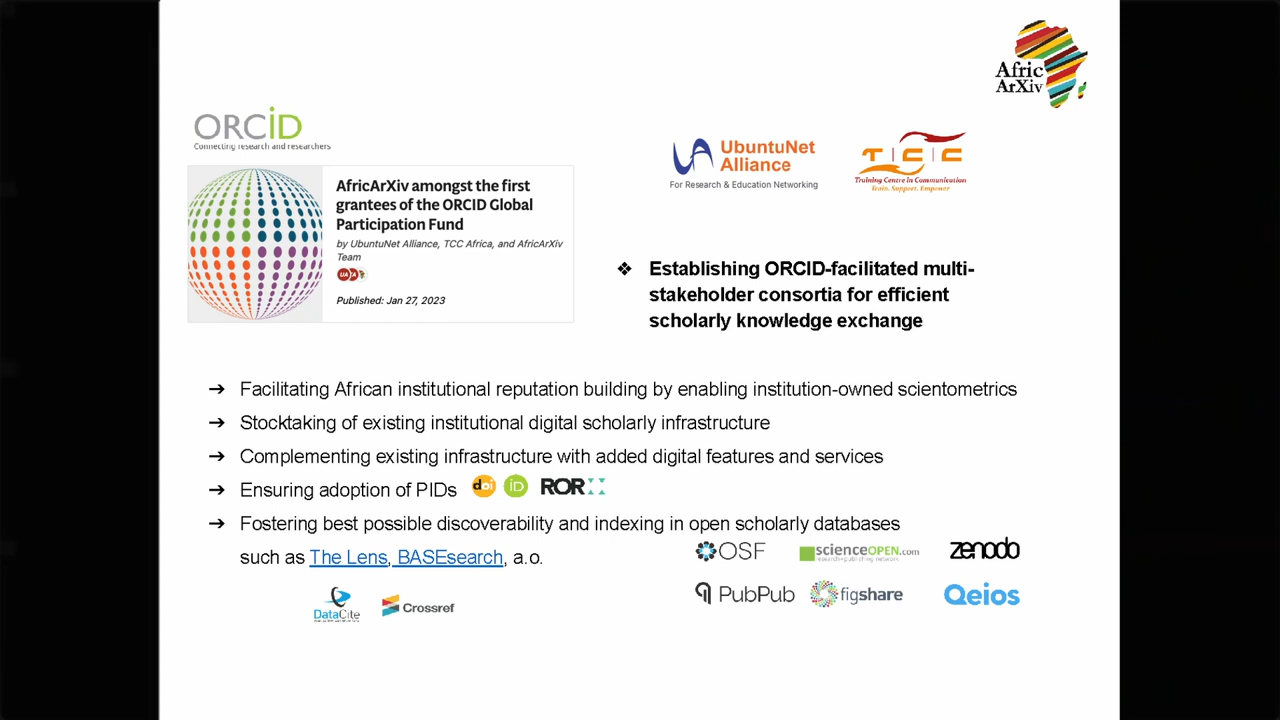 Afric
ArXiv
ORCID
Connecting research and researchers
UbuntuNet
Alliance
For Research & Education Networking
T|C|C
Training Centre in Communication
Train. Support. Empower
AfricArXiv amongst the first
grantees of the ORCID Global
Participation Fund
by UbuntuNet Alliance, TCC Africa, and AfricArXiv
Team
UA
Published: Jan 27, 2023
❖ Establishing ORCID-facilitated multi-
stakeholder consortia for efficient
scholarly knowledge exchange
➔ Facilitating African institutional reputation building by enabling institution-owned scientometrics
➔ Stocktaking of existing institutional digital scholarly infrastructure
➔ Complementing existing infrastructure with added digital features and services
➔ Ensuring adoption of PIDs doi iD ROR
➔ Fostering best possible discoverability and indexing in open scholarly databases
such as The Lens, BASEsearch, a.o.
OSF scienceOPEN.com zenodo
research+publishing network
PubPub figshare Qeios
DataCite Crossref